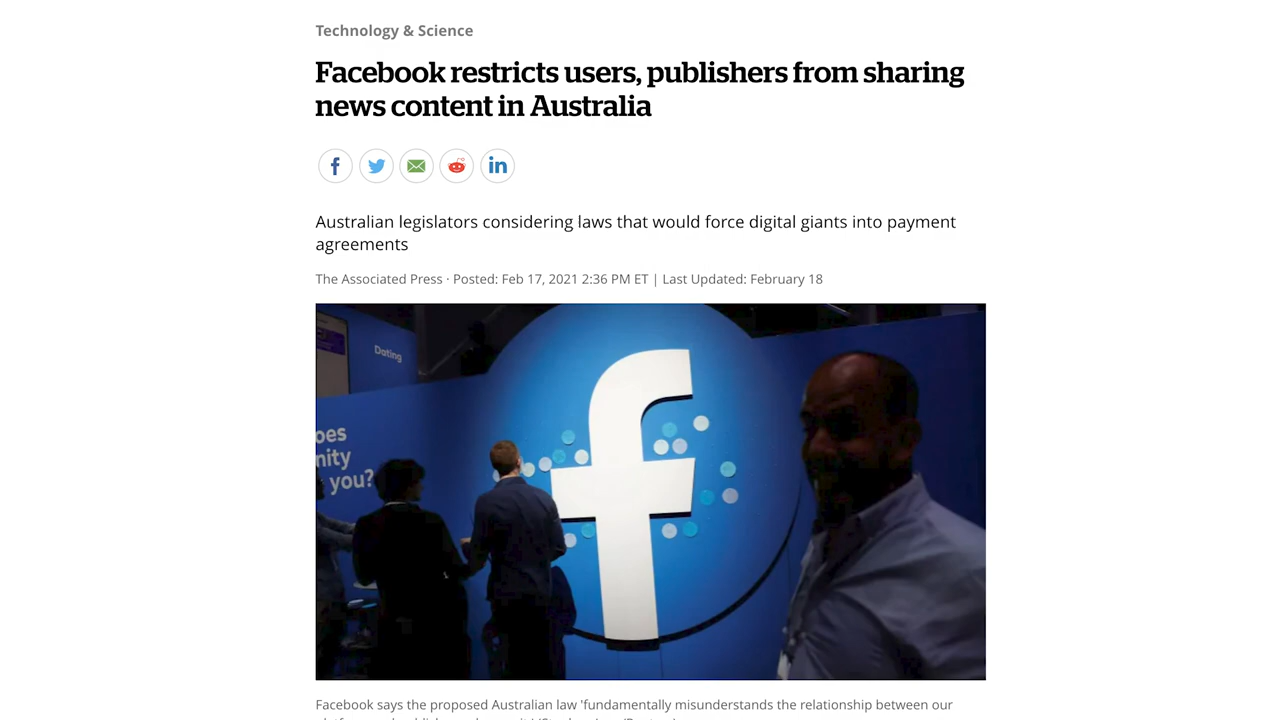 Technology & Science
Facebook restricts users, publishers from sharing
news content in Australia
Australian legislators considering laws that would force digital giants into payment
agreements
The Associated Press · Posted: Feb 17, 2021 2:36 PM ET | Last Updated: February 18
Dating
oes
nity
you?
Facebook says the proposed Australian law 'fundamentally misunderstands the relationship between our